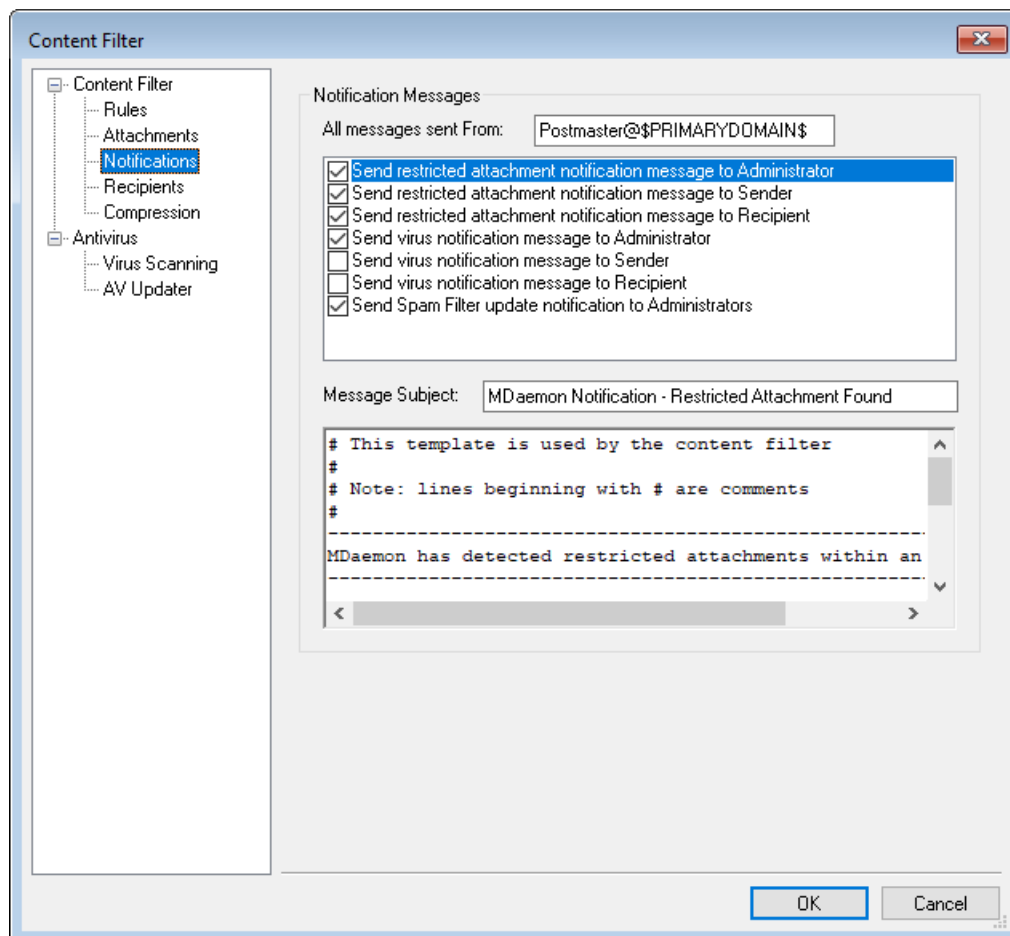 Content Filter
Content Filter
Rules
Attachments
Notifications
Recipients
Compression
Antivirus
Virus Scanning
AV Updater
Notification Messages
All messages sent From: Postmaster@$PRIMARYDOMAIN$
Send restricted attachment notification message to Administrator
Send restricted attachment notification message to Sender
Send restricted attachment notification message to Recipient
Send virus notification message to Administrator
Send virus notification message to Sender
Send virus notification message to Recipient
Send Spam Filter update notification to Administrators
Message Subject: MDaemon Notification - Restricted Attachment Found
# This template is used by the content filter
#
# Note: lines beginning with # are comments
#
------------------------------------------------------
MDaemon has detected restricted attachments within an
------------------------------------------------------
OK Cancel